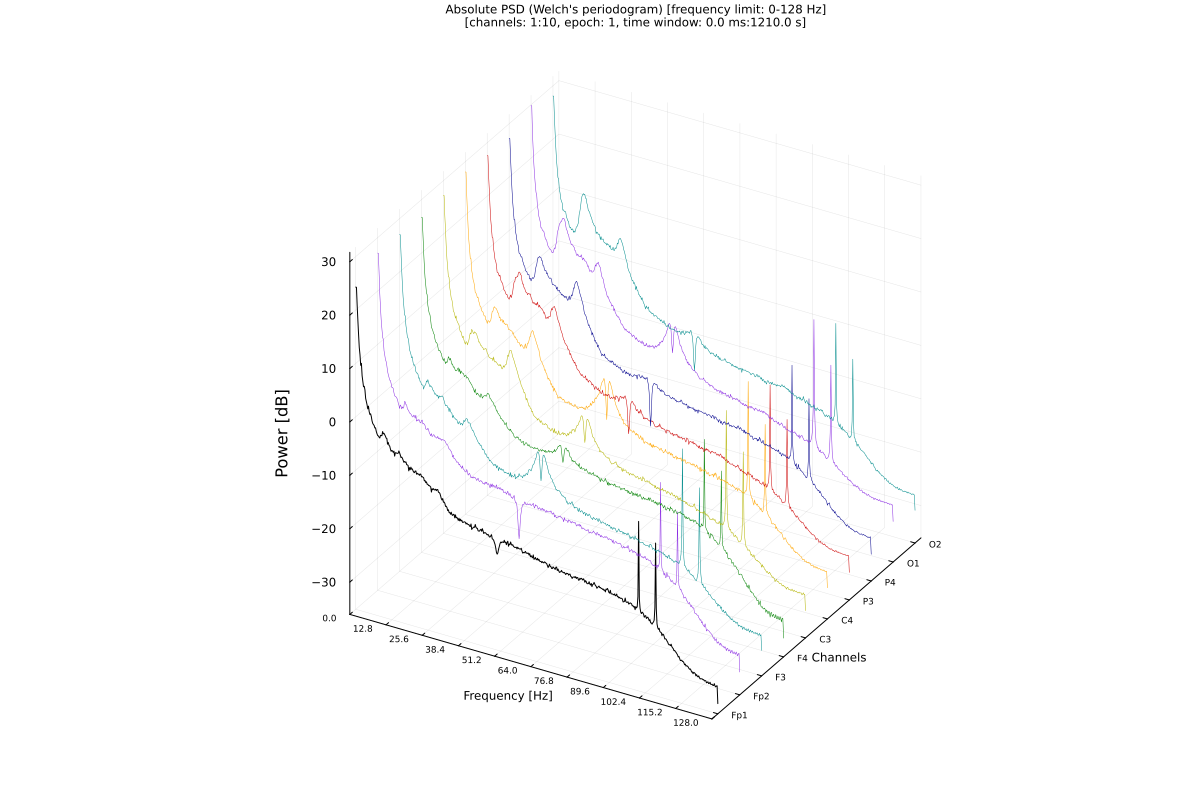 Absolute PSD (Welch's periodogram) [frequency limit: 0-128 Hz]
[channels: 1:10, epoch: 1, time window: 0.0 ms:1210.0 s]
30
20
10
0
−10
−20
−30
Power [dB]
0.0
12.8
25.6
38.4
51.2
64.0
76.8
89.6
102.4
115.2
128.0
Frequency [Hz]
Fp1
Fp2
F3
F4
C3
C4
P3
P4
O1
O2
Channels